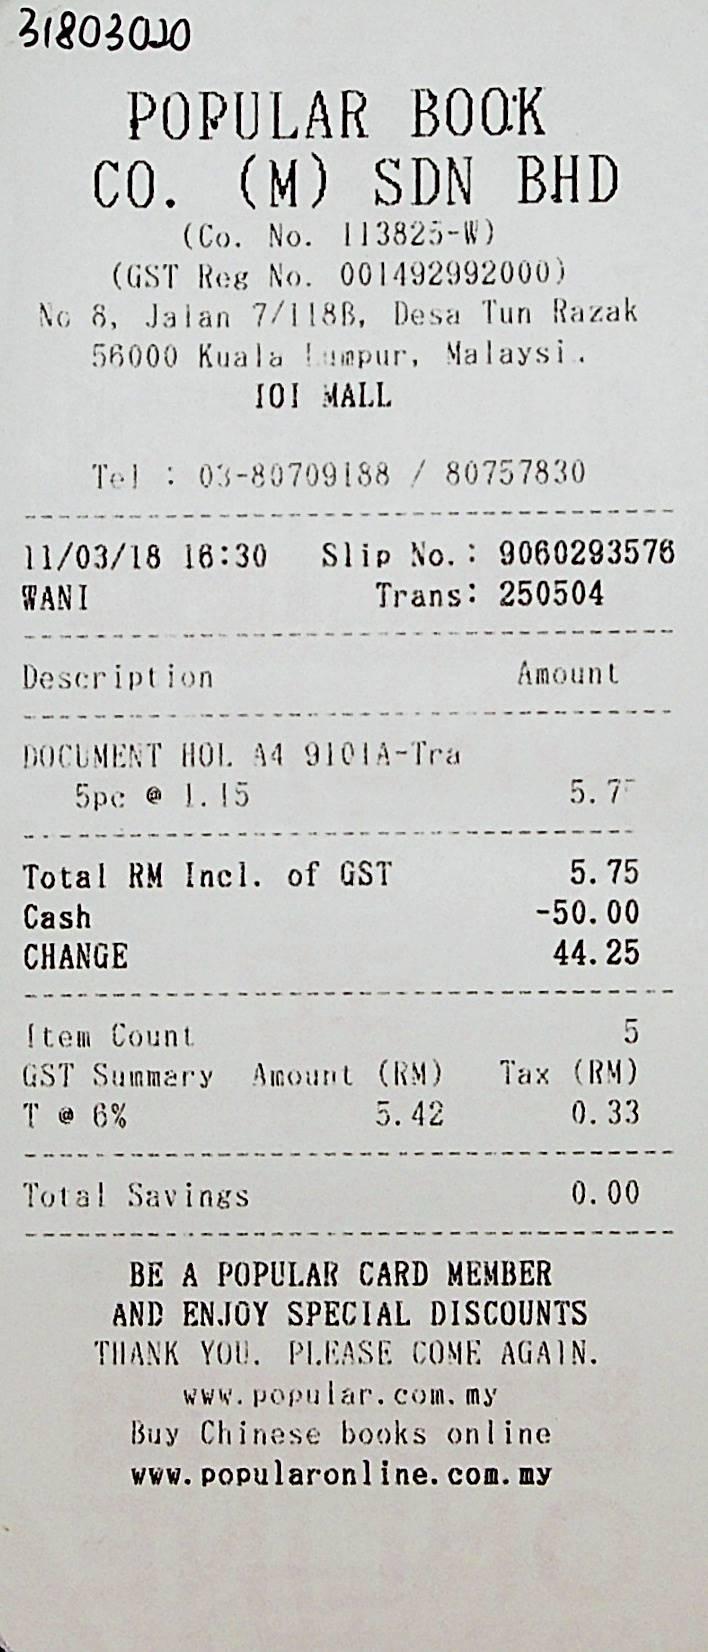 31803020
POPULAR BOOK
CO. (M) SDN BHD
(Co. No. 113825-W)
(GST Reg No. 001492992000)
No 8, Jalan 7/118B, Desa Tun Razak
56000 Kuala Lumpur, Malaysi.
IOI MALL
Tel : 03-80709188 / 80757830
11/03/18 16:30 Slip No.: 9060293576
WANI Trans: 250504
Description Amount
DOCUMENT HOL A4 9101A-Tra
5pc @ 1.15 5.75
Total RM Incl. of GST 5.75
Cash -50.00
CHANGE 44.25
Item Count 5
GST Summary Amount (RM) Tax (RM)
T @ 6% 5.42 0.33
Total Savings 0.00
BE A POPULAR CARD MEMBER
AND ENJOY SPECIAL DISCOUNTS
THANK YOU. PLEASE COME AGAIN.
www.popular.com.my
Buy Chinese books online
www.popularonline.com.my